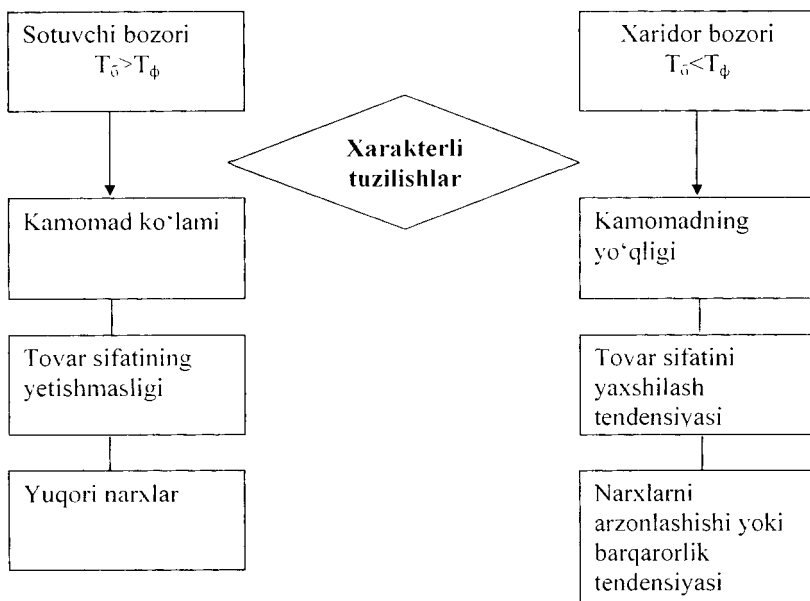 Sotuvchi bozori
Tб>Tф
Xaridor bozori
Tб<Tф
Xarakterli
tuzilishlar
Kamomad ko‘lami
Kamomadning
yo‘qligi
Tovar sifatining
yetishmasligi
Tovar sifatini
yaxshilash
tendensiyasi
Yuqori narxlar
Narxlarni
arzonlashishi yoki
barqarorlik
tendensiyasi